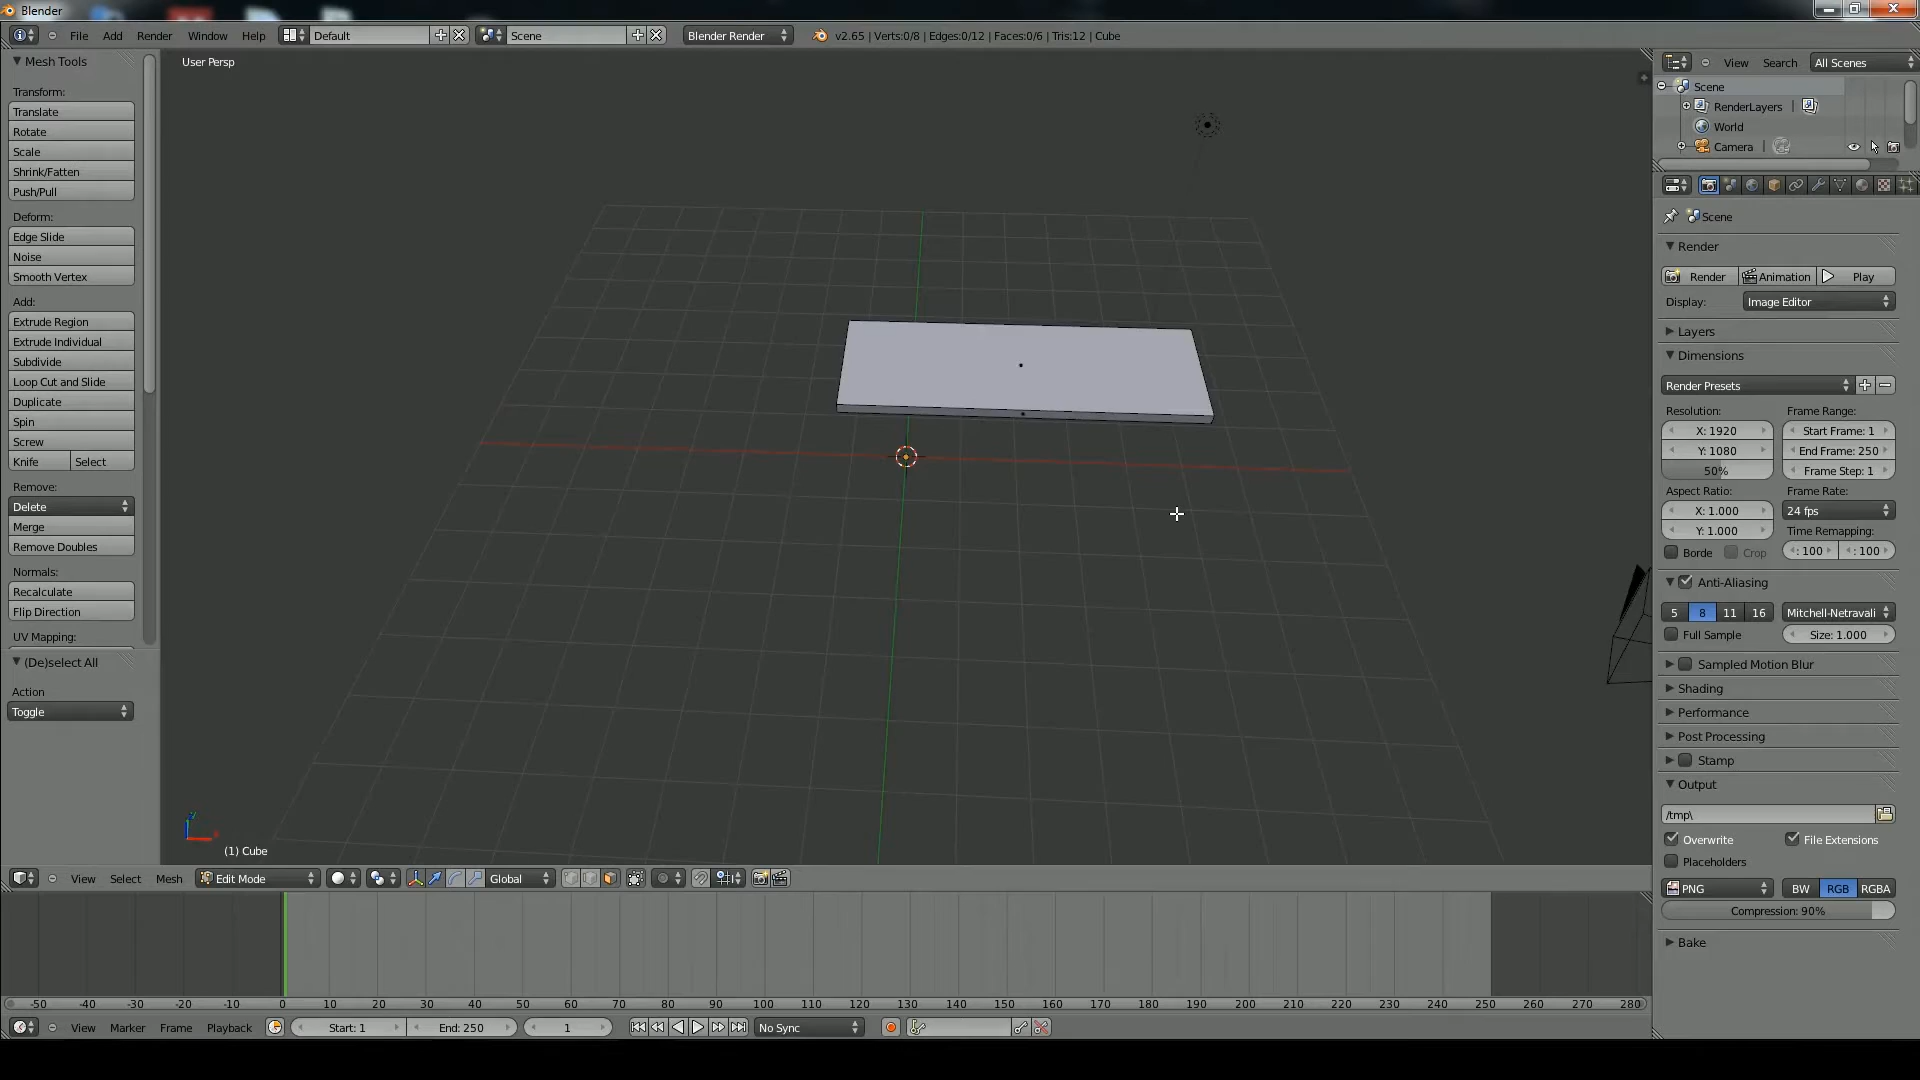 Blender
File Add Render Window Help Default Scene Blender Render v2.65 | Verts:0/8 | Edges:0/12 | Faces:0/6 | Tris:12 | Cube
Mesh Tools
Transform:
Translate
Rotate
Scale
Shrink/Fatten
Push/Pull
Deform:
Edge Slide
Noise
Smooth Vertex
Add:
Extrude Region
Extrude Individual
Subdivide
Loop Cut and Slide
Duplicate
Spin
Screw
Knife Select
Remove:
Delete
Merge
Remove Doubles
Normals:
Recalculate
Flip Direction
UV Mapping:
(De)select All
Action
Toggle
User Persp
(1) Cube
View Select Mesh Edit Mode Global
-50 -40 -30 -20 -10 0 10 20 30 40 50 60 70 80 90 100 110 120 130 140 150 160 170 180 190 200 210 220 230 240 250 260 270 280
View Marker Frame Playback Start: 1 End: 250 1 No Sync
View Search All Scenes
Scene
RenderLayers |
World
Camera |
Scene
Render
Render Animation Play
Display: Image Editor
Layers
Dimensions
Render Presets
Resolution: Frame Range:
X: 1920 Start Frame: 1
Y: 1080 End Frame: 250
50% Frame Step: 1
Aspect Ratio: Frame Rate:
X: 1.000 24 fps
Y: 1.000 Time Remapping:
Borde Crop : 100 : 100
Anti-Aliasing
5 8 11 16 Mitchell-Netravali
Full Sample Size: 1.000
Sampled Motion Blur
Shading
Performance
Post Processing
Stamp
Output
/tmp\
Overwrite File Extensions
Placeholders
PNG BW RGB RGBA
Compression: 90%
Bake